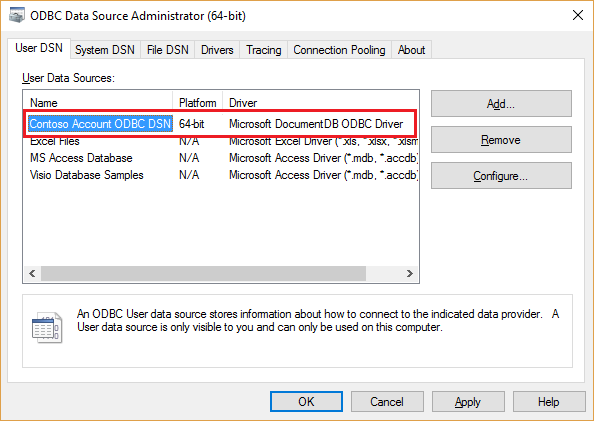 ODBC Data Source Administrator (64-bit)
User DSN System DSN File DSN Drivers Tracing Connection Pooling About
User Data Sources:
Name Platform Driver
Contoso Account ODBC DSN 64-bit Microsoft DocumentDB ODBC Driver
Excel Files N/A Microsoft Excel Driver (*.xls, *.xlsx, *.xlsm
MS Access Database N/A Microsoft Access Driver (*.mdb, *.accdb)
Visio Database Samples N/A Microsoft Access Driver (*.mdb, *.accdb)
Add...
Remove
Configure...
An ODBC User data source stores information about how to connect to the indicated data provider. A
User data source is only visible to you and can only be used on this computer.
OK Cancel Apply Help